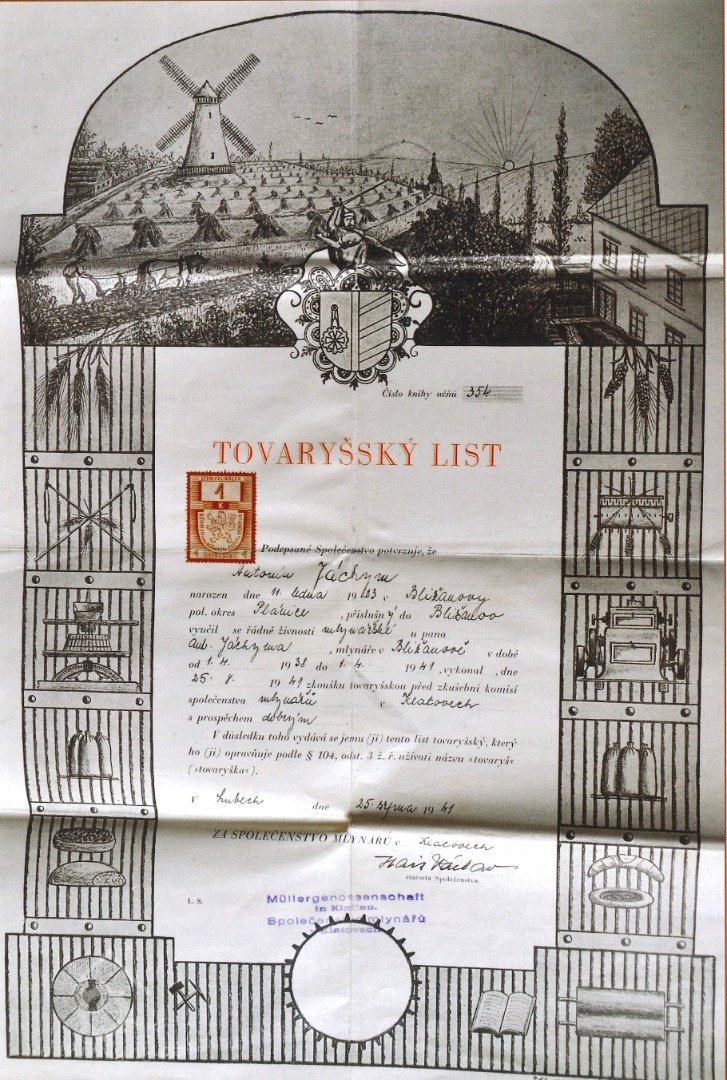 Číslo knihy učňů 354
TOVARYŠSKÝ LIST
1
K
Podepsané Společenstvo potvrzuje, že
Antonín Jáchym
narozen dne 11. ledna 1923 v Bližanovy
pol. okres Plánice, příslušný do Bližanov
vyučil se řádně živnosti mlynářské u pana
Ant. Jáchyma, mlynáře v Bližanově v době
od 1. 4. 1938 do 1. 4. 1941, vykonal, dne
25. 8. 1941 zkoušku tovaryšskou před zkušební komisí
společenstva mlynářů v Klatovech
s prospěchem dobrým
V důsledku toho vydává se jemu (jí) tento list tovaryšský, který
ho (ji) opravňuje podle § 104. odst. 3 ž. ř. užívati názvu »tovaryš«
(»tovaryška«).
V Lubech dne 25. srpna 1941
ZA SPOLEČENSTVO MLYNÁŘŮ v Klatovech
Václav
starosta Společenstva.
L. S.
Müllergenossenschaft
in Klattau.
Společenstvo mlynářů
Klatovech